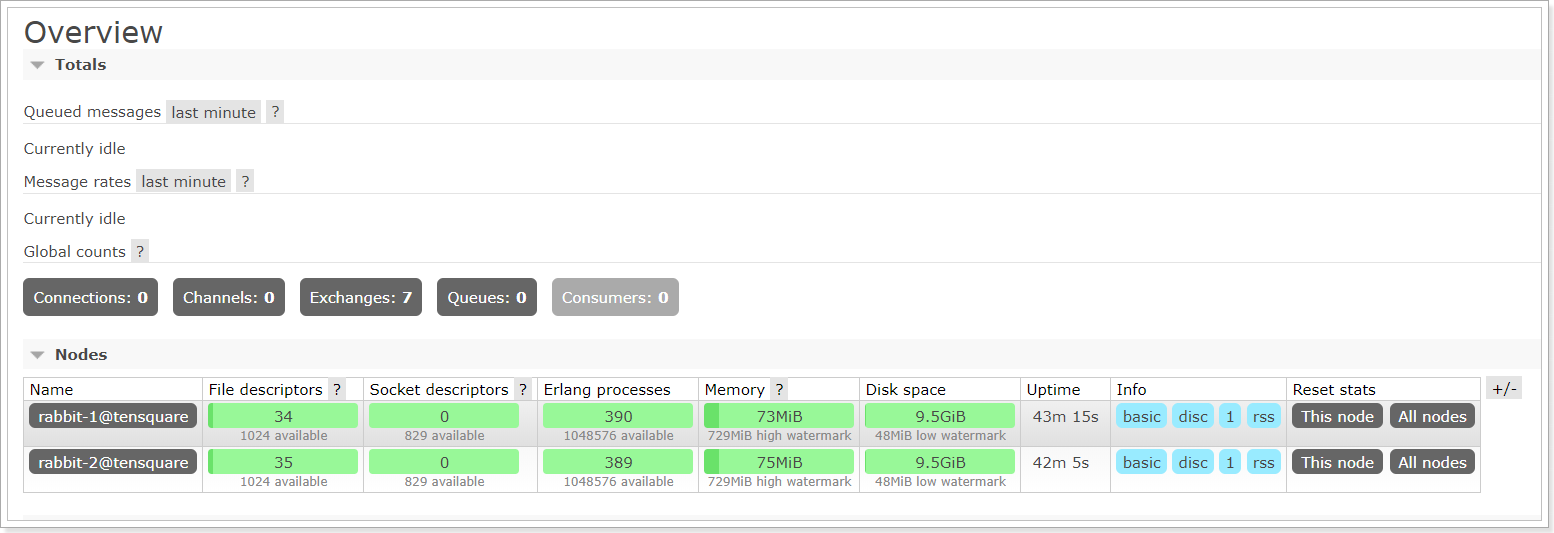 Overview
Totals
Queued messages last minute ?
Currently idle
Message rates last minute ?
Currently idle
Global counts ?
Connections: 0 Channels: 0 Exchanges: 7 Queues: 0 Consumers: 0
Nodes
Name File descriptors ? Socket descriptors ? Erlang processes Memory ? Disk space Uptime Info Reset stats +/-
rabbit-1@tensquare 34 0 390 73MiB 9.5GiB 43m 15s basic disc 1 rss This node All nodes
1024 available 829 available 1048576 available 729MiB high watermark 48MiB low watermark
rabbit-2@tensquare 35 0 389 75MiB 9.5GiB 42m 5s basic disc 1 rss This node All nodes
1024 available 829 available 1048576 available 729MiB high watermark 48MiB low watermark